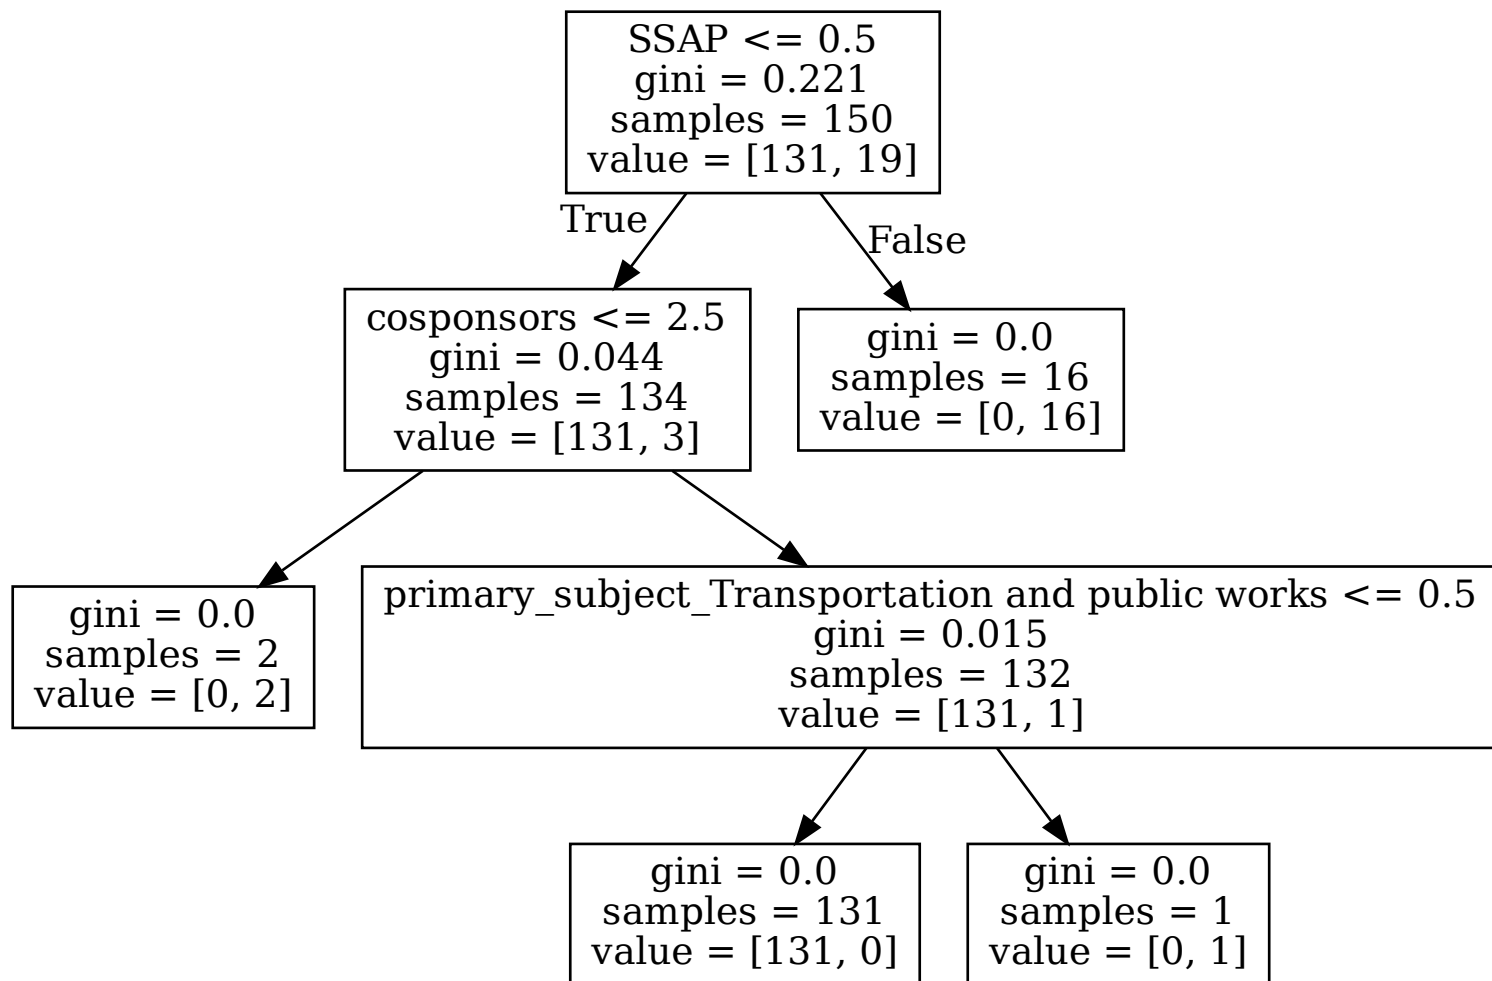 SSAP <= 0.5
gini = 0.221
samples = 150
value = [131, 19]
True
False
cosponsors <= 2.5
gini = 0.044
samples = 134
value = [131, 3]
gini = 0.0
samples = 16
value = [0, 16]
gini = 0.0
samples = 2
value = [0, 2]
primary_subject_Transportation and public works <= 0.5
gini = 0.015
samples = 132
value = [131, 1]
gini = 0.0
samples = 131
value = [131, 0]
gini = 0.0
samples = 1
value = [0, 1]